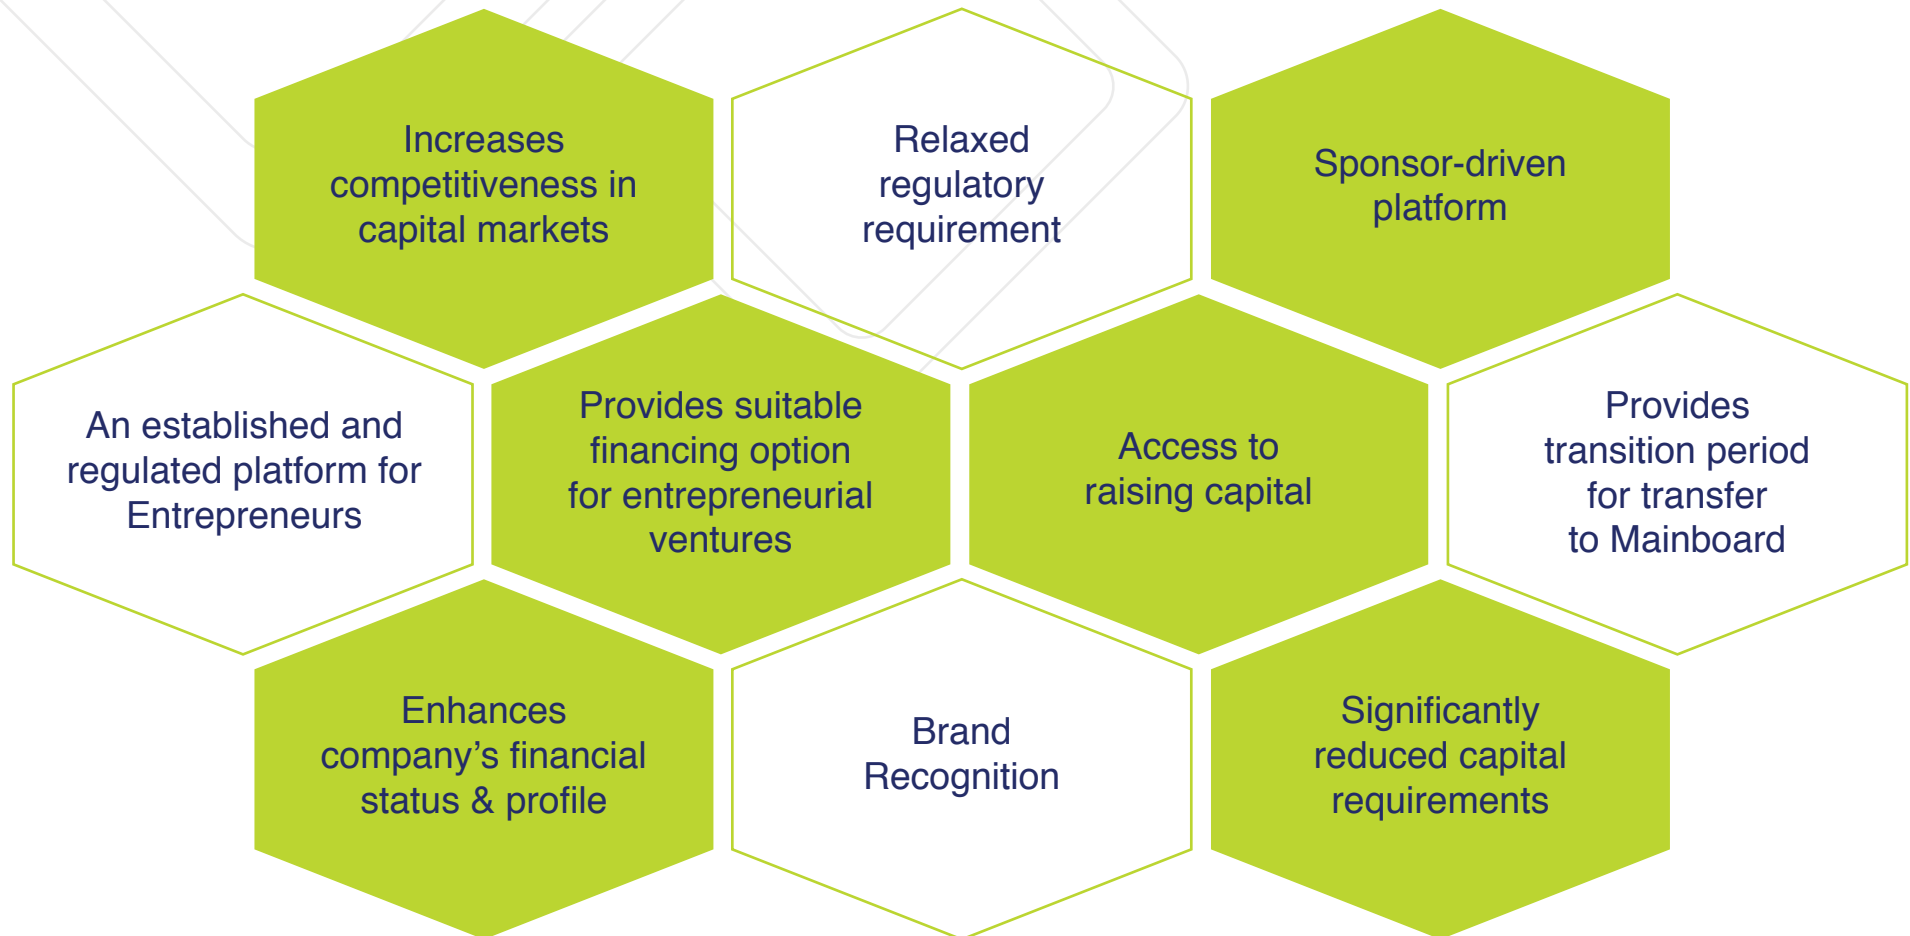 Increases
competitiveness in
capital markets
Relaxed
regulatory
requirement
Sponsor-driven
platform
An established and
regulated platform for
Entrepreneurs
Provides suitable
financing option
for entrepreneurial
ventures
Access to
raising capital
Provides
transition period
for transfer
to Mainboard
Enhances
company’s financial
status & profile
Brand
Recognition
Significantly
reduced capital
requirements